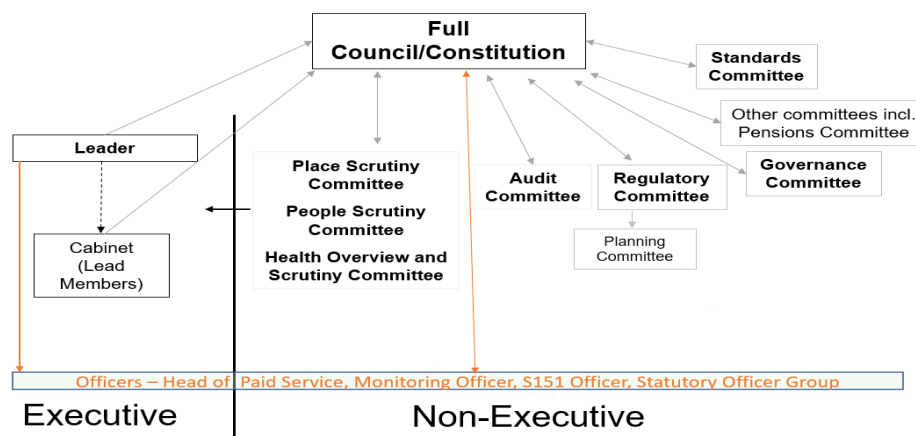 Full
Council/Constitution
Standards
Committee
Other committees incl.
Pensions Committee
Leader
Place Scrutiny
Committee
People Scrutiny
Committee
Health Overview and
Scrutiny Committee
Audit
Committee
Regulatory
Committee
Governance
Committee
Planning
Committee
Cabinet
(Lead
Members)
Officers – Head of Paid Service, Monitoring Officer, S151 Officer, Statutory Officer Group
Executive
Non-Executive